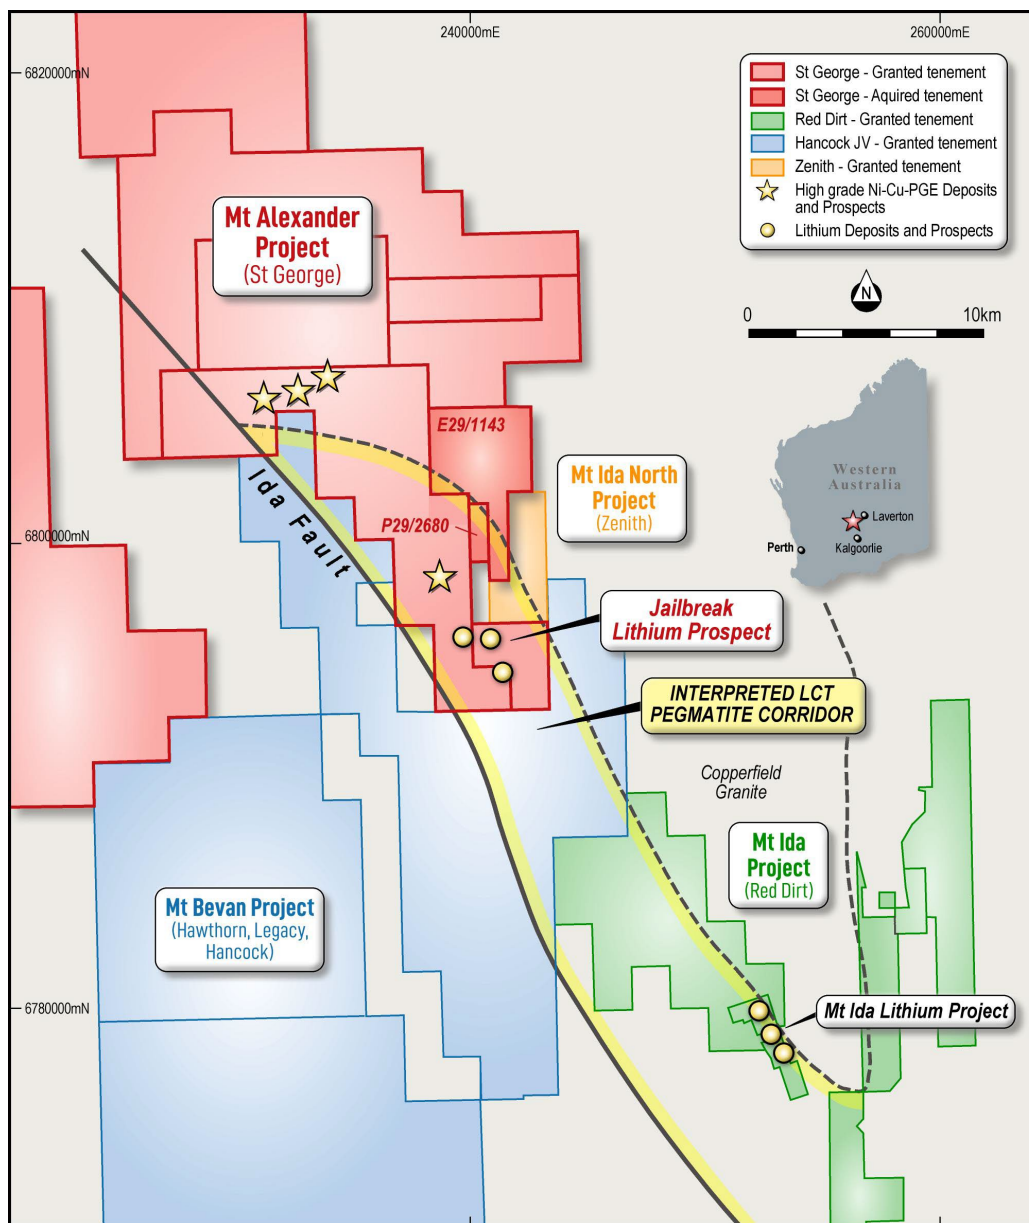 240000mE
260000mE
6820000mN
St George - Granted tenement
St George - Aquired tenement
Red Dirt - Granted tenement
Hancock JV - Granted tenement
Zenith - Granted tenement
High grade Ni-Cu-PGE Deposits
and Prospects
Lithium Deposits and Prospects
Mt Alexander
Project
(St George)
N
0
10km
E29/1143
Western
Australia
Laverton
Perth
Kalgoorlie
Mt Ida North
Project
(Zenith)
Ida Fault
P29/2680
6800000mN
Jailbreak
Lithium Prospect
INTERPRETED LCT
PEGMATITE CORRIDOR
Copperfield
Granite
Mt Ida
Project
(Red Dirt)
Mt Bevan Project
(Hawthorn, Legacy,
Hancock)
6780000mN
Mt Ida Lithium Project